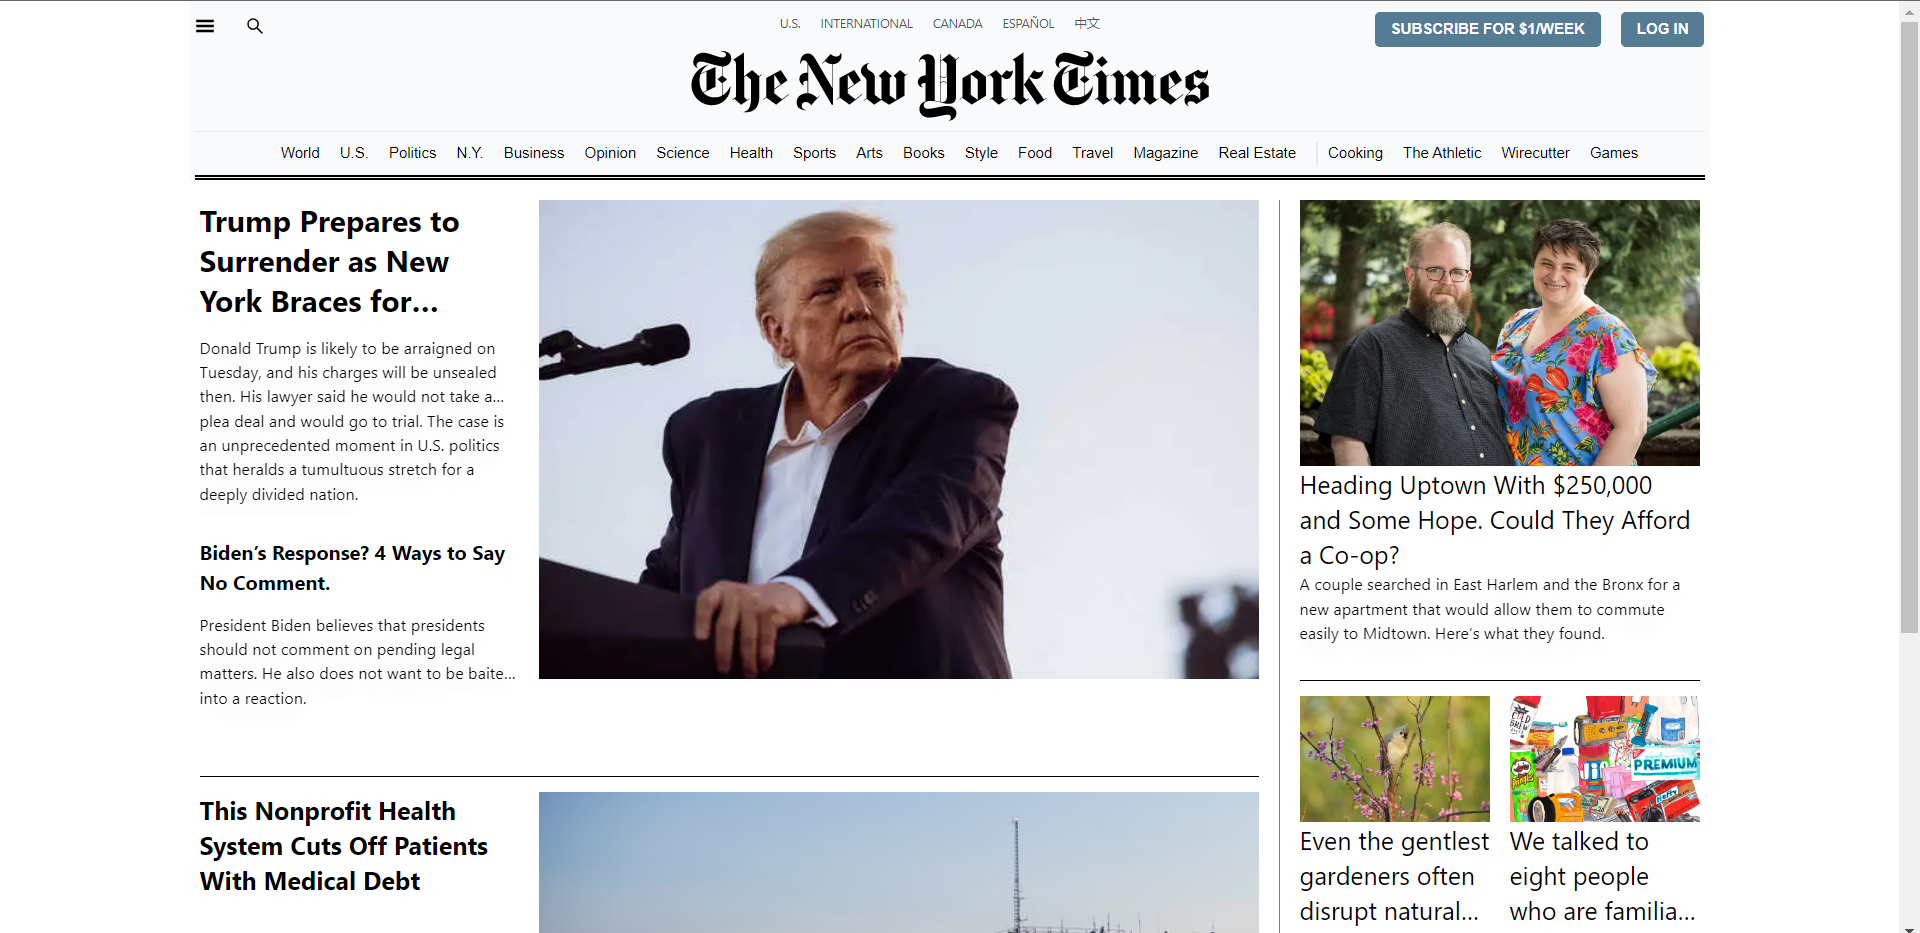 U.S. INTERNATIONAL CANADA ESPAÑOL 中文
SUBSCRIBE FOR $1/WEEK LOG IN
The New York Times
World U.S. Politics N.Y. Business Opinion Science Health Sports Arts Books Style Food Travel Magazine Real Estate Cooking The Athletic Wirecutter Games
Trump Prepares to
Surrender as New
York Braces for...
Donald Trump is likely to be arraigned on
Tuesday, and his charges will be unsealed
then. His lawyer said he would not take a...
plea deal and would go to trial. The case is
an unprecedented moment in U.S. politics
that heralds a tumultuous stretch for a
deeply divided nation.
Biden’s Response? 4 Ways to Say
No Comment.
President Biden believes that presidents
should not comment on pending legal
matters. He also does not want to be baite...
into a reaction.
This Nonprofit Health
System Cuts Off Patients
With Medical Debt
Heading Uptown With $250,000
and Some Hope. Could They Afford
a Co-op?
A couple searched in East Harlem and the Bronx for a
new apartment that would allow them to commute
easily to Midtown. Here’s what they found.
COLD
BREW
Pringles
PREMIUM
Hefty
Even the gentlest
gardeners often
disrupt natural...
We talked to
eight people
who are familia...